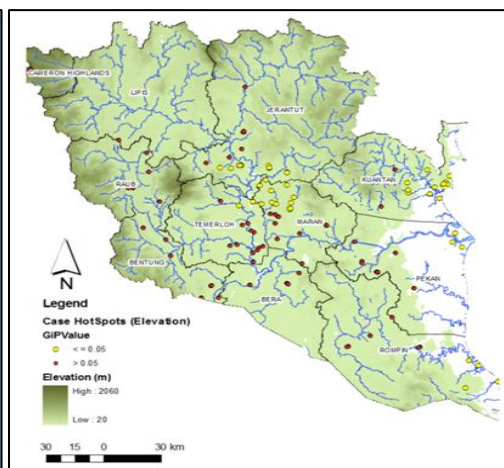 CAMERON HIGHLANDS
LIPIS
JERANTUT
RAUB
KUANTAN
TEMERLOH
MARAN
BENTUNG
PEKAN
BERA
ROMPIN
N
Legend
Case HotSpots (Elevation)
GiPValue
<= 0.05
> 0.05
Elevation (m)
High : 2060
Low : 20
30 15 0 30 km